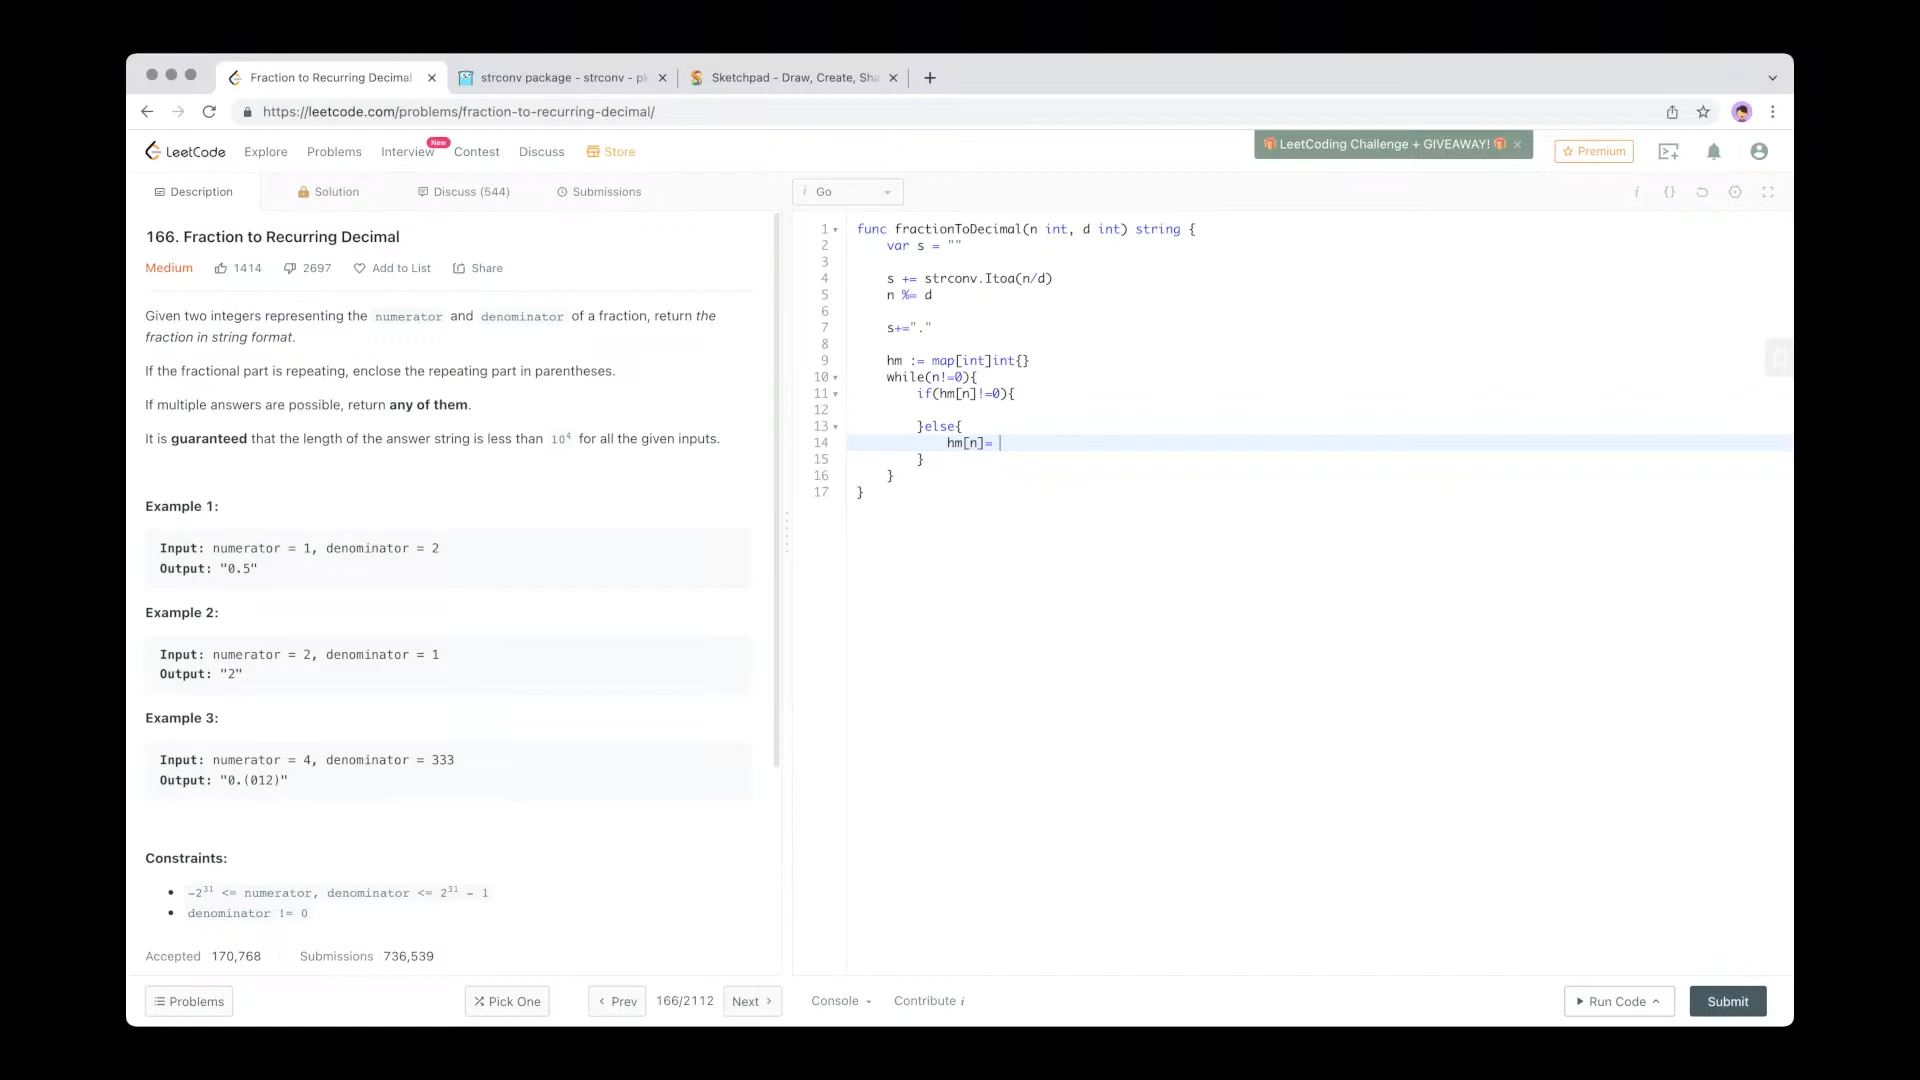 Fraction to Recurring Decimal
strconv package - strconv - pk
Sketchpad - Draw, Create, Sha
https://leetcode.com/problems/fraction-to-recurring-decimal/
LeetCode Explore Problems Interview New Contest Discuss Store
LeetCoding Challenge + GIVEAWAY!
Premium
Description Solution Discuss (544) Submissions
i Go
166. Fraction to Recurring Decimal
Medium 1414 2697 Add to List Share
Given two integers representing the numerator and denominator of a fraction, return the
fraction in string format.
If the fractional part is repeating, enclose the repeating part in parentheses.
If multiple answers are possible, return any of them.
It is guaranteed that the length of the answer string is less than 10⁴ for all the given inputs.
Example 1:
Input: numerator = 1, denominator = 2
Output: "0.5"
Example 2:
Input: numerator = 2, denominator = 1
Output: "2"
Example 3:
Input: numerator = 4, denominator = 333
Output: "0.(012)"
Constraints:
-2³¹ <= numerator, denominator <= 2³¹ - 1
denominator != 0
Accepted 170,768 Submissions 736,539
1 func fractionToDecimal(n int, d int) string {
2 var s = ""
3
4 s += strconv.Itoa(n/d)
5 n %= d
6
7 s+="."
8
9 hm := map[int]int{}
10 while(n!=0){
11 if(hm[n]!=0){
12
13 }else{
14 hm[n]=
15 }
16 }
17 }
Problems Pick One Prev 166/2112 Next Console Contribute i Run Code Submit